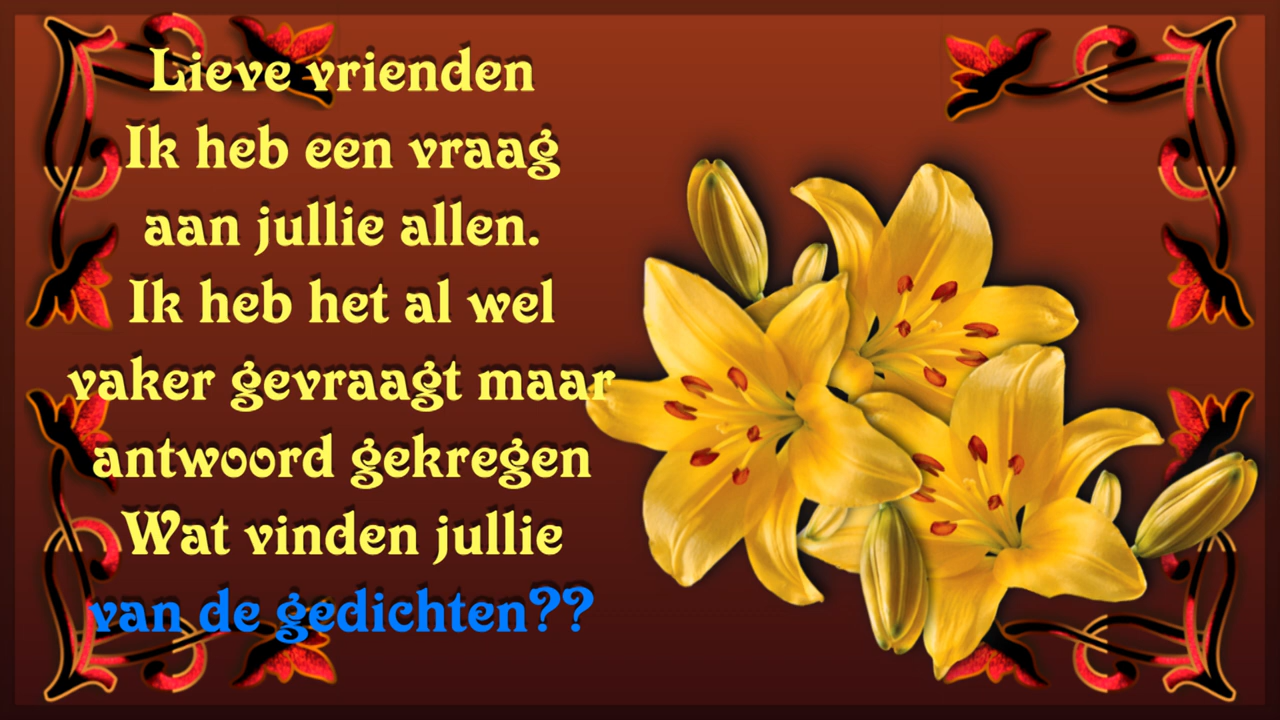 Lieve vrienden
Ik heb een vraag
aan jullie allen.
Ik heb het al wel
vaker gevraagt maar
antwoord gekregen
Wat vinden jullie
van de gedichten??